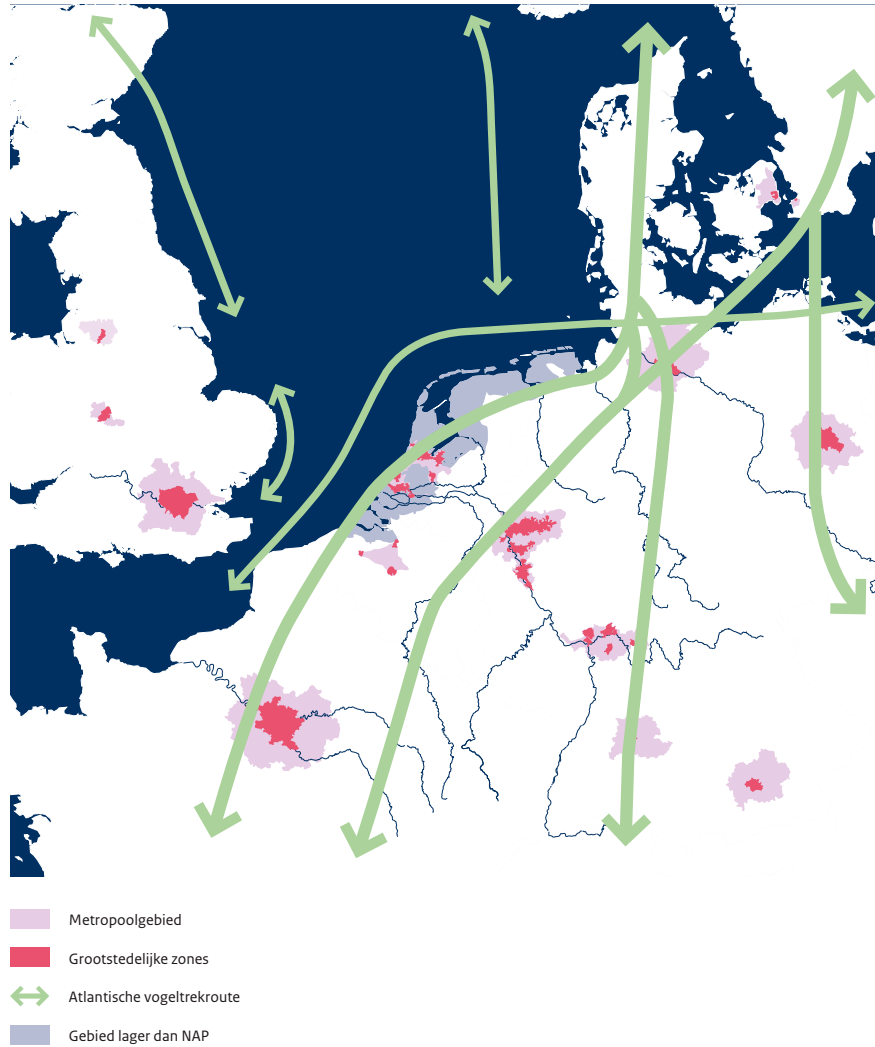 Metropoolgebied
Grootstedelijke zones
Atlantische vogeltrekroute
Gebied lager dan NAP